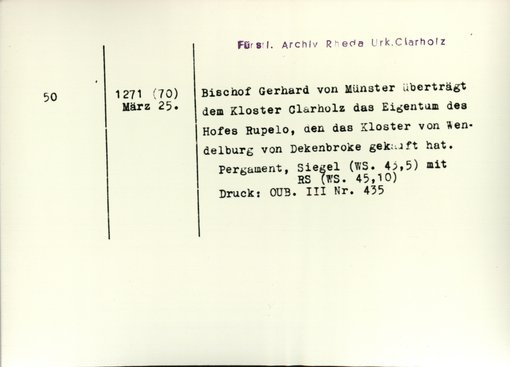 Fürstl. Archiv Rheda Urk.Clarholz
50
1271 (70)
März 25.
Bischof Gerhard von Münster überträgt
dem Kloster Clarholz das Eigentum des
Hofes Rupelo, den das Kloster von Wen-
delburg von Dekenbroke gekauft hat.
Pergament, Siegel (WS. 43,5) mit
RS (WS. 45,10)
Druck: OUB. III Nr. 435